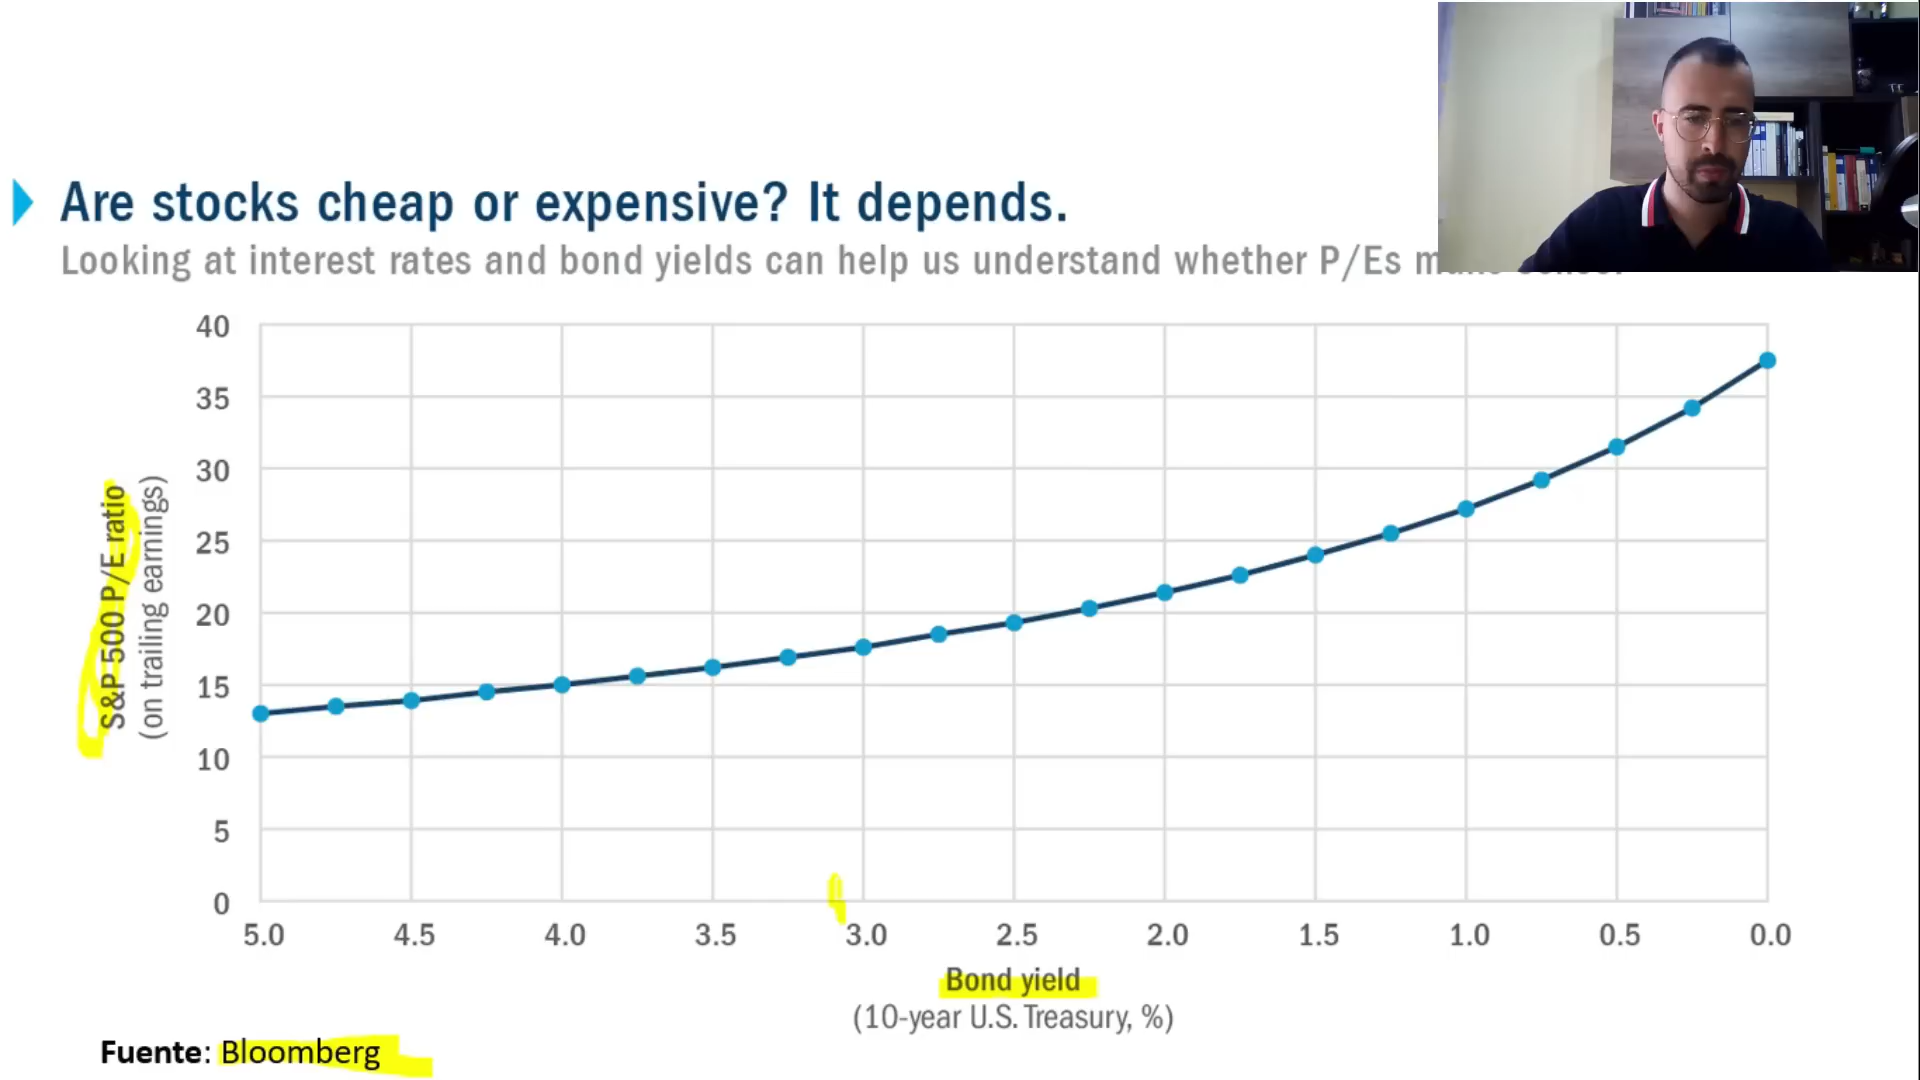 Are stocks cheap or expensive? It depends.
Looking at interest rates and bond yields can help us understand whether P/Es
40
35
30
25
20
15
10
5
0
S&P 500 P/E ratio
(on trailing earnings)
5.0 4.5 4.0 3.5 3.0 2.5 2.0 1.5 1.0 0.5 0.0
Bond yield
(10-year U.S. Treasury, %)
Fuente: Bloomberg